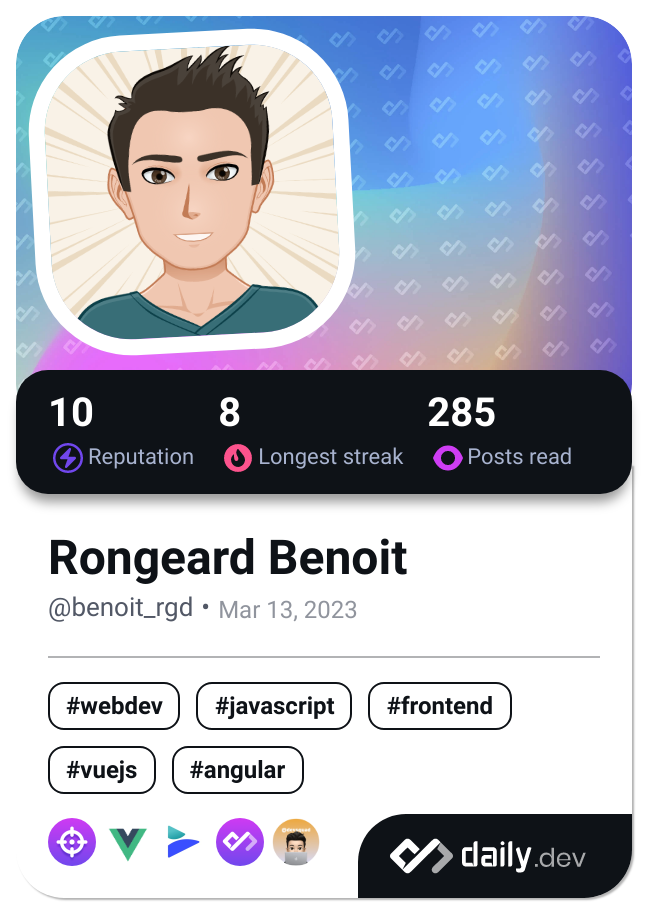 10 8 285
Reputation Longest streak Posts read
Rongeard Benoit
@benoit_rgd • Mar 13, 2023
#webdev #javascript #frontend
#vuejs #angular
daily.dev